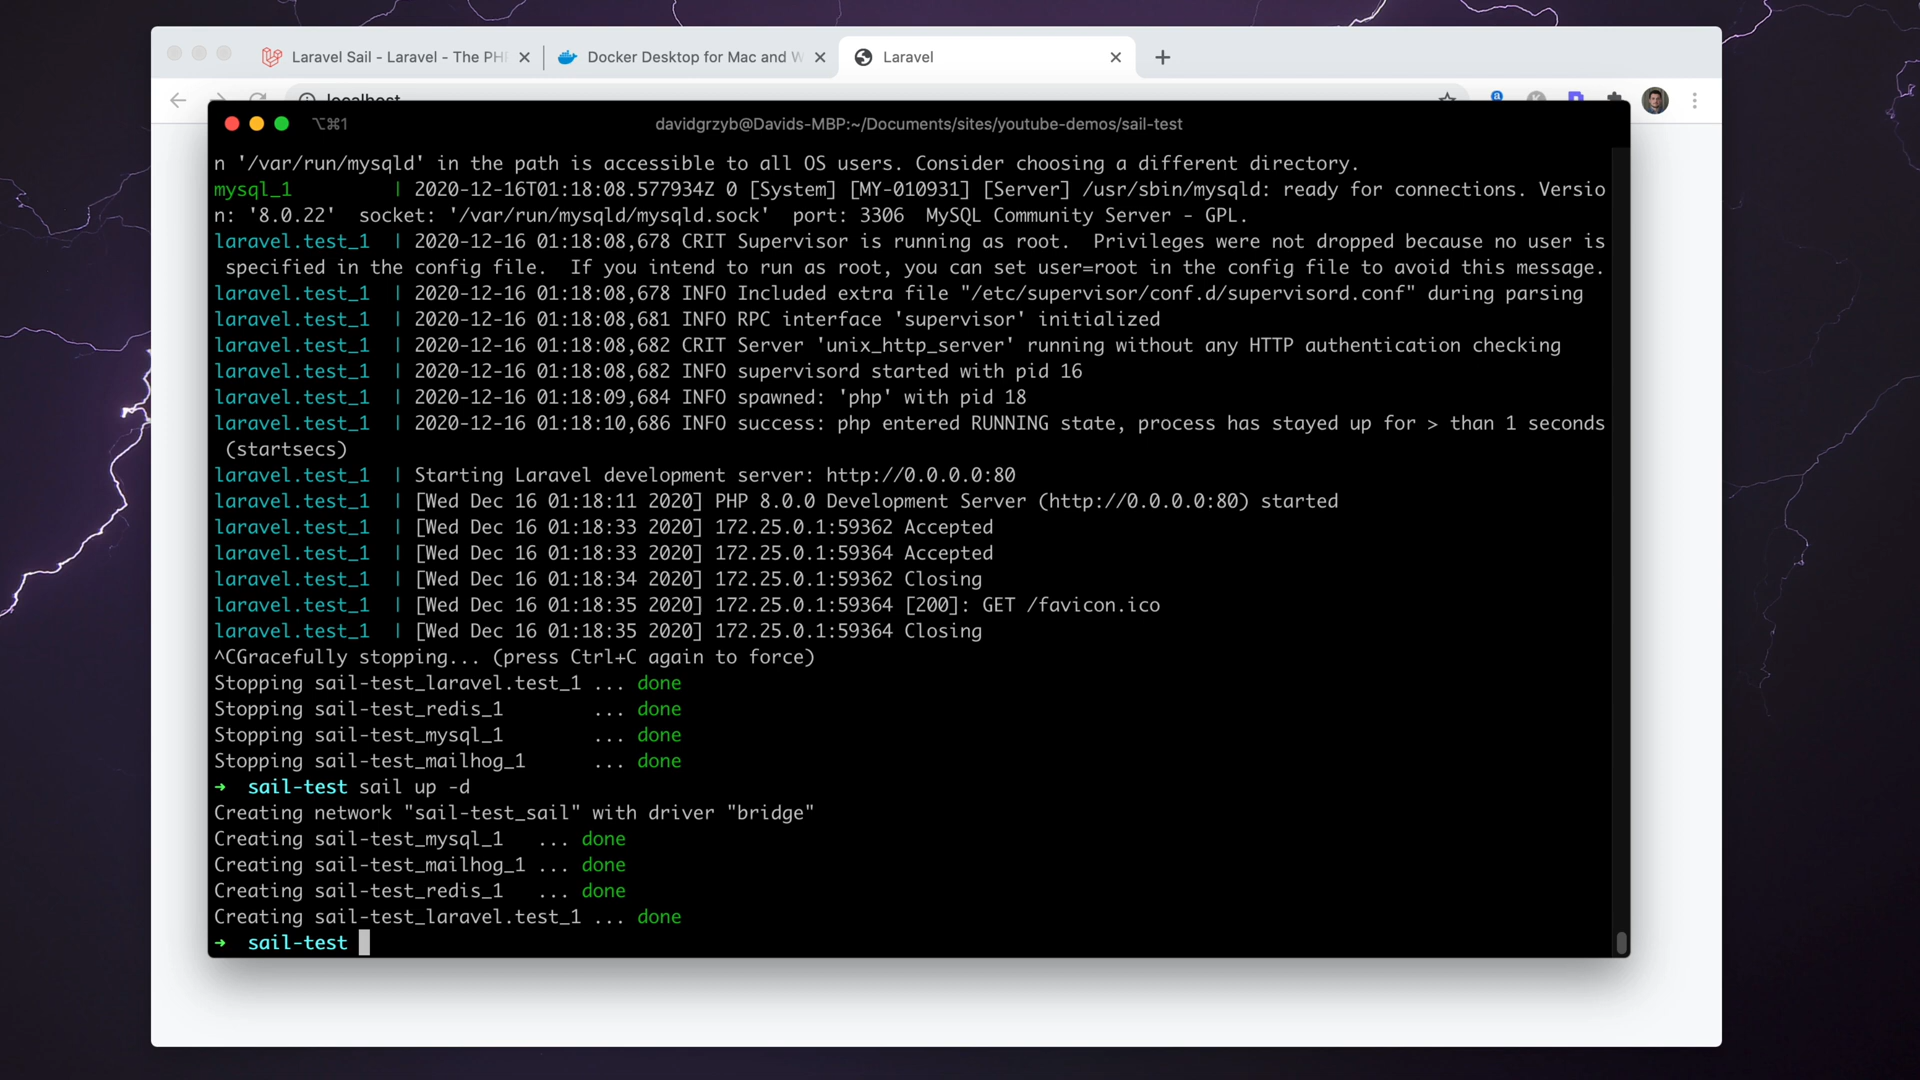 Laravel Sail - Laravel - The PH
Docker Desktop for Mac and W
Laravel
localhost
⌥⌘1
davidgrzyb@Davids-MBP:~/Documents/sites/youtube-demos/sail-test
n '/var/run/mysqld' in the path is accessible to all OS users. Consider choosing a different directory.
mysql_1         | 2020-12-16T01:18:08.577934Z 0 [System] [MY-010931] [Server] /usr/sbin/mysqld: ready for connections. Versio
n: '8.0.22'  socket: '/var/run/mysqld/mysqld.sock'  port: 3306  MySQL Community Server - GPL.
laravel.test_1  | 2020-12-16 01:18:08,678 CRIT Supervisor is running as root.  Privileges were not dropped because no user is
 specified in the config file.  If you intend to run as root, you can set user=root in the config file to avoid this message.
laravel.test_1  | 2020-12-16 01:18:08,678 INFO Included extra file "/etc/supervisor/conf.d/supervisord.conf" during parsing
laravel.test_1  | 2020-12-16 01:18:08,681 INFO RPC interface 'supervisor' initialized
laravel.test_1  | 2020-12-16 01:18:08,682 CRIT Server 'unix_http_server' running without any HTTP authentication checking
laravel.test_1  | 2020-12-16 01:18:08,682 INFO supervisord started with pid 16
laravel.test_1  | 2020-12-16 01:18:09,684 INFO spawned: 'php' with pid 18
laravel.test_1  | 2020-12-16 01:18:10,686 INFO success: php entered RUNNING state, process has stayed up for > than 1 seconds
 (startsecs)
laravel.test_1  | Starting Laravel development server: http://0.0.0.0:80
laravel.test_1  | [Wed Dec 16 01:18:11 2020] PHP 8.0.0 Development Server (http://0.0.0.0:80) started
laravel.test_1  | [Wed Dec 16 01:18:33 2020] 172.25.0.1:59362 Accepted
laravel.test_1  | [Wed Dec 16 01:18:33 2020] 172.25.0.1:59364 Accepted
laravel.test_1  | [Wed Dec 16 01:18:34 2020] 172.25.0.1:59362 Closing
laravel.test_1  | [Wed Dec 16 01:18:35 2020] 172.25.0.1:59364 [200]: GET /favicon.ico
laravel.test_1  | [Wed Dec 16 01:18:35 2020] 172.25.0.1:59364 Closing
^CGracefully stopping... (press Ctrl+C again to force)
Stopping sail-test_laravel.test_1 ... done
Stopping sail-test_redis_1        ... done
Stopping sail-test_mysql_1        ... done
Stopping sail-test_mailhog_1      ... done
➜  sail-test sail up -d
Creating network "sail-test_sail" with driver "bridge"
Creating sail-test_mysql_1   ... done
Creating sail-test_mailhog_1 ... done
Creating sail-test_redis_1   ... done
Creating sail-test_laravel.test_1 ... done
➜  sail-test